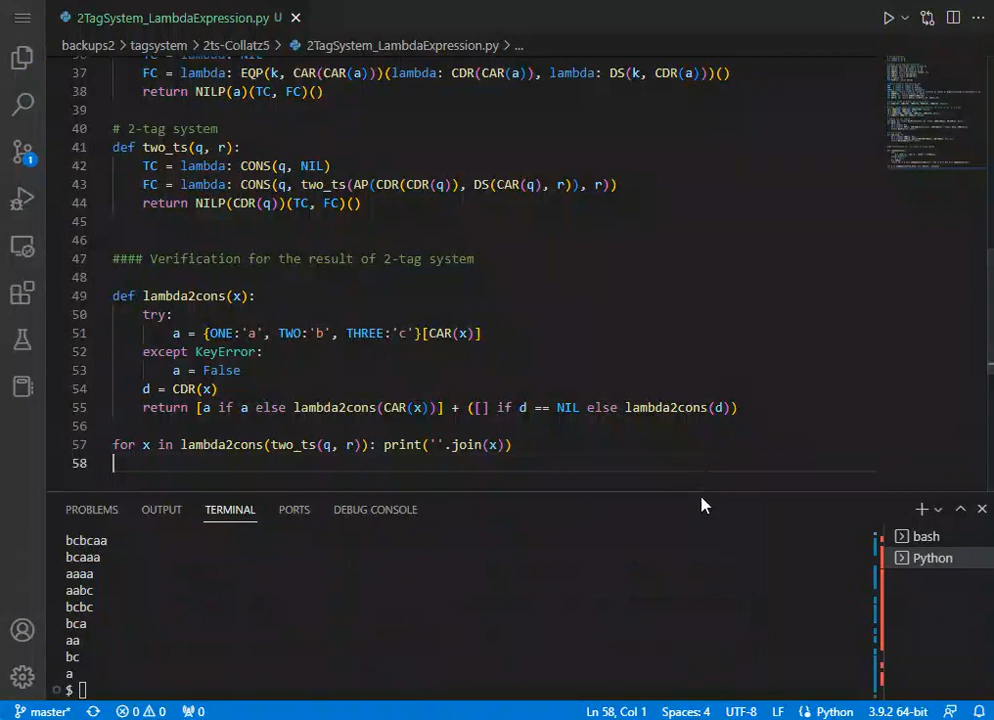 2TagSystem_LambdaExpression.py U
backups2 > tagsystem > 2ts-Collatz5 > 2TagSystem_LambdaExpression.py > ...
37 FC = lambda: EQP(k, CAR(CAR(a)))(lambda: CDR(CAR(a)), lambda: DS(k, CDR(a)))()
38 return NILP(a)(TC, FC)()
39
40 # 2-tag system
41 def two_ts(q, r):
42 TC = lambda: CONS(q, NIL)
43 FC = lambda: CONS(q, two_ts(AP(CDR(CDR(q)), DS(CAR(q), r)), r))
44 return NILP(CDR(q))(TC, FC)()
45
46
47 #### Verification for the result of 2-tag system
48
49 def lambda2cons(x):
50 try:
51 a = {ONE:'a', TWO:'b', THREE:'c'}[CAR(x)]
52 except KeyError:
53 a = False
54 d = CDR(x)
55 return [a if a else lambda2cons(CAR(x))] + ([] if d == NIL else lambda2cons(d))
56
57 for x in lambda2cons(two_ts(q, r)): print(''.join(x))
58
PROBLEMS OUTPUT TERMINAL PORTS DEBUG CONSOLE
bcbcaa
bcaaa
aaaa
aabc
bcbc
bca
aa
bc
a
$
bash
Python
1
master* 0 0 0 Ln 58, Col 1 Spaces: 4 UTF-8 LF Python 3.9.2 64-bit